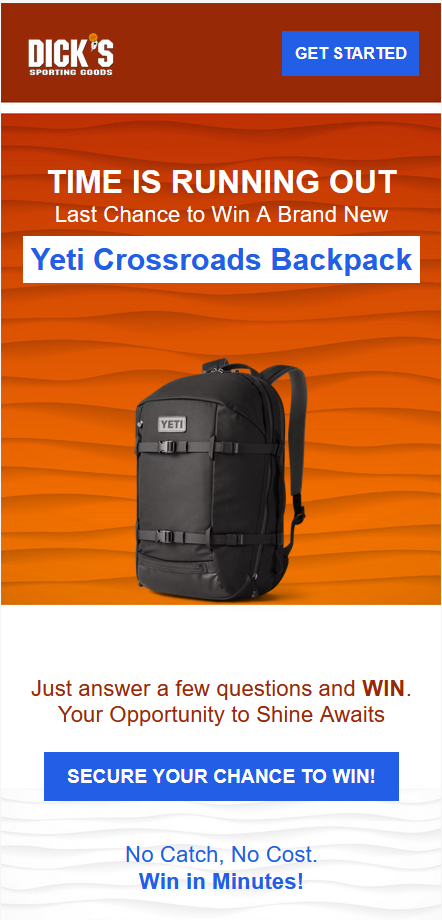 DICK'S
SPORTING GOODS
GET STARTED
TIME IS RUNNING OUT
Last Chance to Win A Brand New
Yeti Crossroads Backpack
YETI
Just answer a few questions and WIN.
Your Opportunity to Shine Awaits
SECURE YOUR CHANCE TO WIN!
No Catch, No Cost.
Win in Minutes!